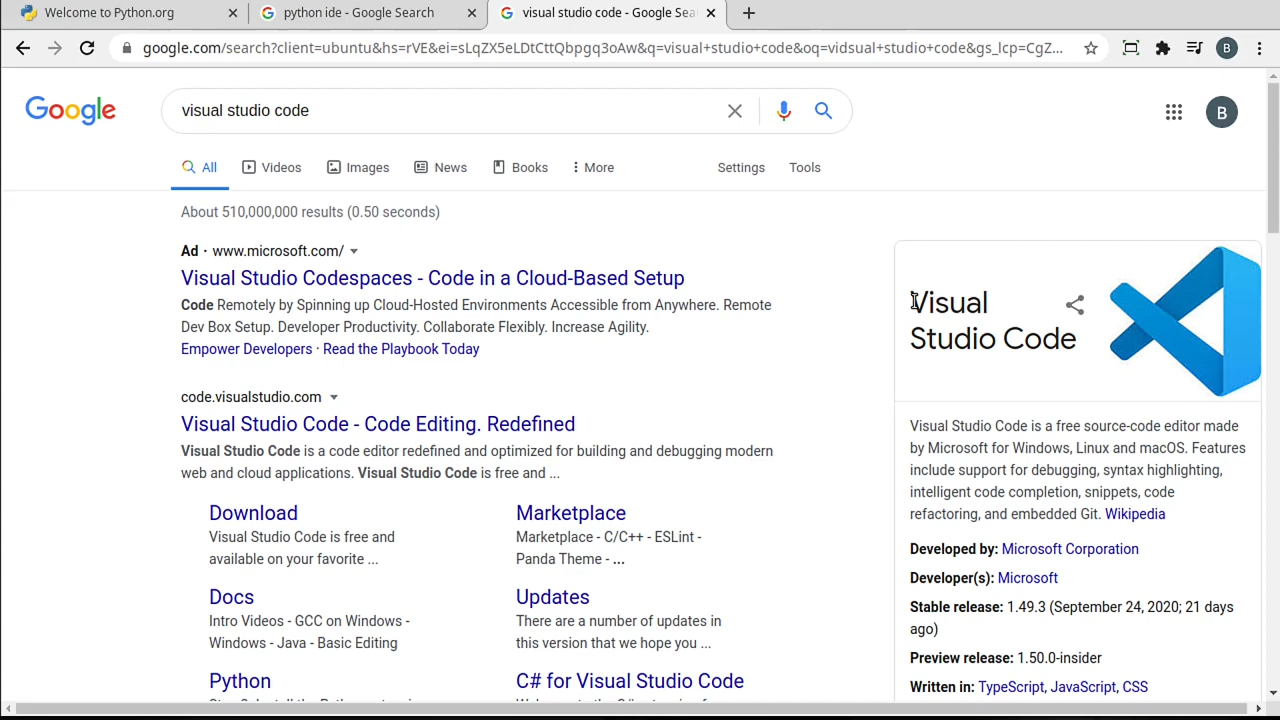 Welcome to Python.org
python ide - Google Search
visual studio code - Google Sea
google.com/search?client=ubuntu&hs=rVE&ei=sLqZX5eLDtCttQbpgq3oAw&q=visual+studio+code&oq=vidsual+studio+code&gs_lcp=CgZ...
B
Google
visual studio code
B
All
Videos
Images
News
Books
More
Settings
Tools
About 510,000,000 results (0.50 seconds)
Ad · www.microsoft.com/
Visual Studio Codespaces - Code in a Cloud-Based Setup
Code Remotely by Spinning up Cloud-Hosted Environments Accessible from Anywhere. Remote
Dev Box Setup. Developer Productivity. Collaborate Flexibly. Increase Agility.
Empower Developers · Read the Playbook Today
code.visualstudio.com
Visual Studio Code - Code Editing. Redefined
Visual Studio Code is a code editor redefined and optimized for building and debugging modern
web and cloud applications. Visual Studio Code is free and ...
Download
Visual Studio Code is free and
available on your favorite ...
Marketplace
Marketplace - C/C++ - ESLint -
Panda Theme - ...
Docs
Intro Videos - GCC on Windows -
Windows - Java - Basic Editing
Updates
There are a number of updates in
this version that we hope you ...
Python
C# for Visual Studio Code
Visual
Studio Code
Visual Studio Code is a free source-code editor made
by Microsoft for Windows, Linux and macOS. Features
include support for debugging, syntax highlighting,
intelligent code completion, snippets, code
refactoring, and embedded Git. Wikipedia
Developed by: Microsoft Corporation
Developer(s): Microsoft
Stable release: 1.49.3 (September 24, 2020; 21 days
ago)
Preview release: 1.50.0-insider
Written in: TypeScript, JavaScript, CSS